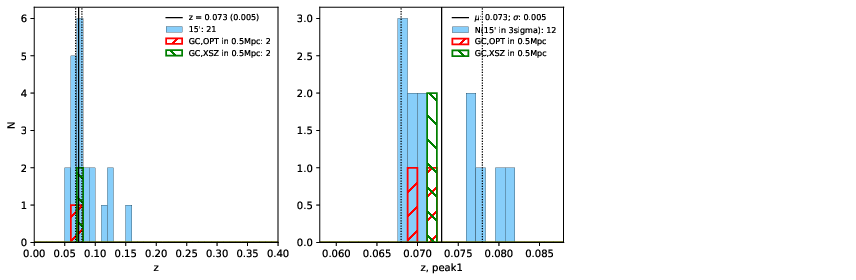 z = 0.073 (0.005)
15': 21
GC,OPT in 0.5Mpc: 2
GC,XSZ in 0.5Mpc: 2
6
5
4
3
2
1
0
N
0.00 0.05 0.10 0.15 0.20 0.25 0.30 0.35 0.40
z
μ: 0.073; σ: 0.005
N(15' in 3sigma): 12
GC,OPT in 0.5Mpc
GC,XSZ in 0.5Mpc
3.0
2.5
2.0
1.5
1.0
0.5
0.0
0.060 0.065 0.070 0.075 0.080 0.085
z, peak1